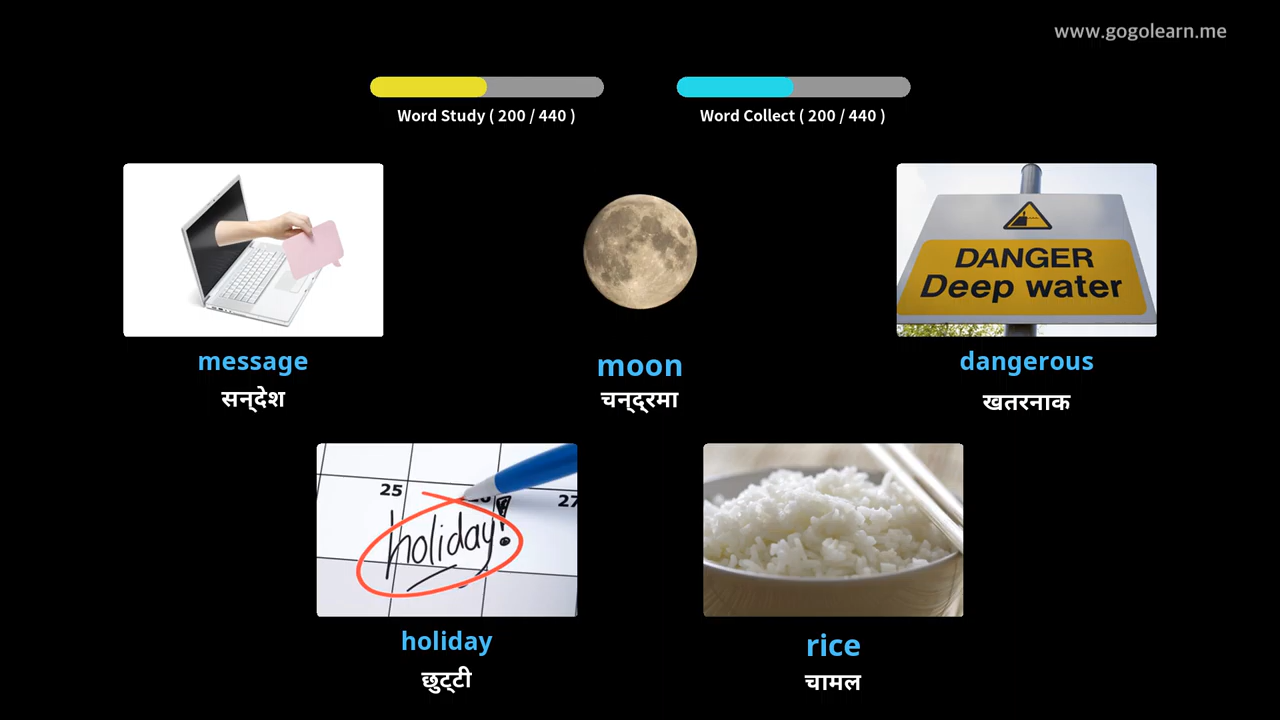 www.gogolearn.me
Word Study ( 200 / 440 )
Word Collect ( 200 / 440 )
DANGER
Deep water
message
moon
dangerous
सन्‌देश
चन्‌द्‌रमा
खतरनाक
25
27
holiday!
holiday
rice
छुट्‌टी
चामल